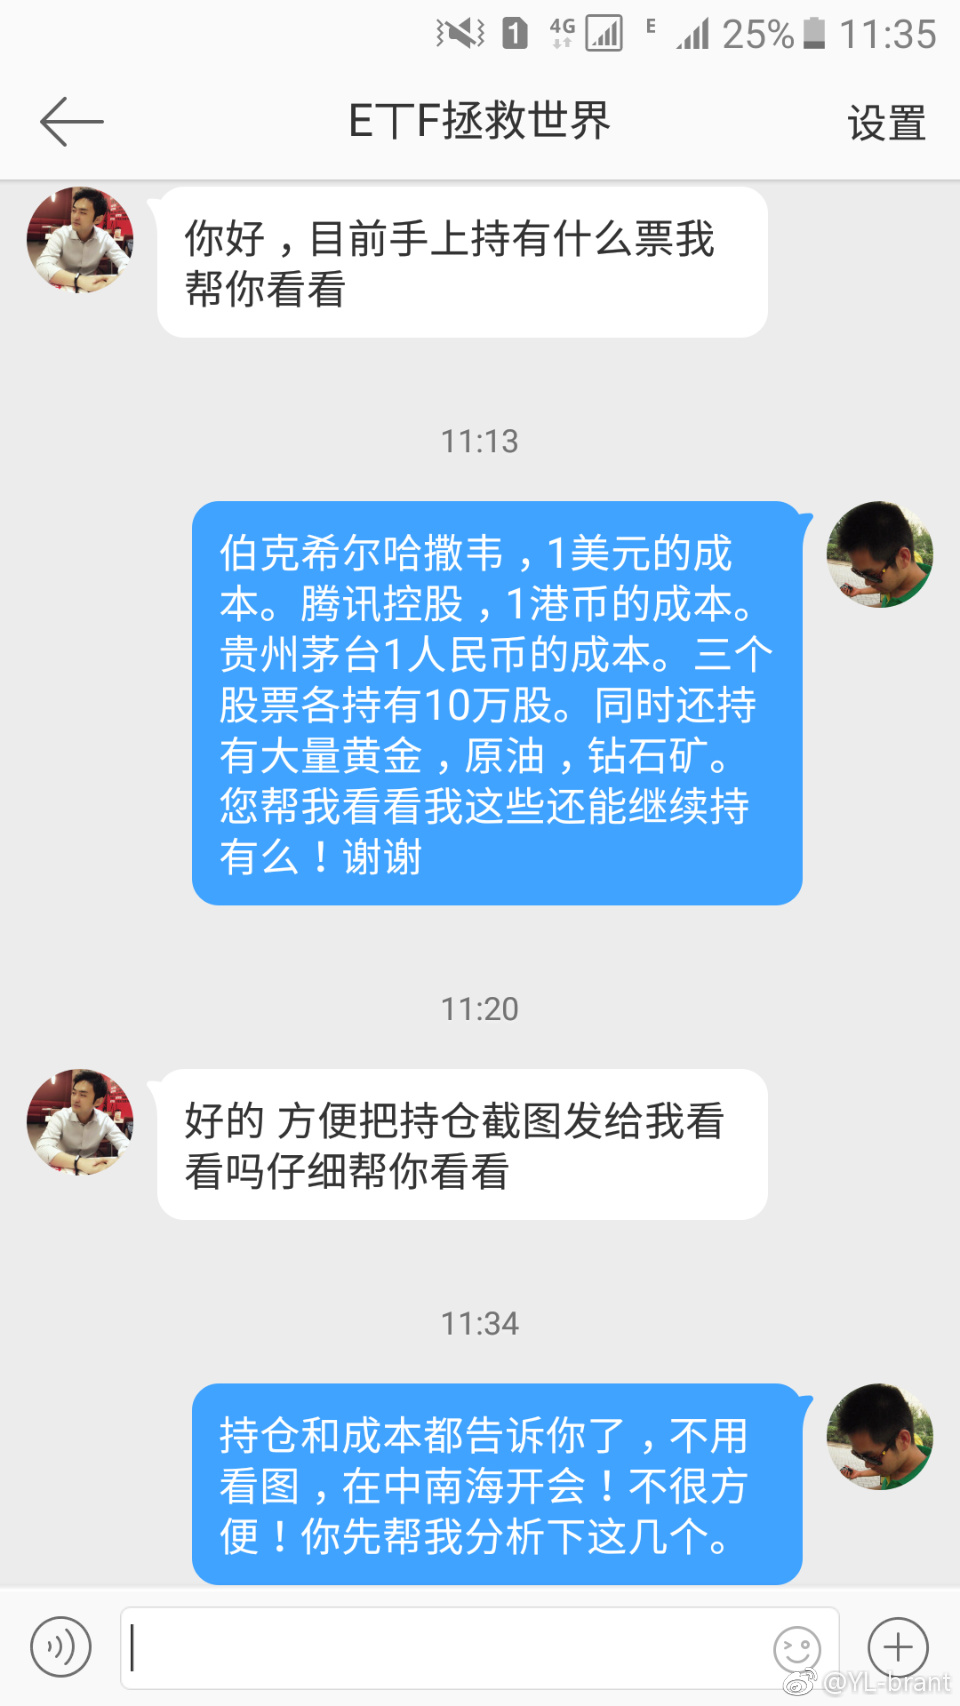 1 4G E 25% 11:35
E丅F拯救世界
设置
你好，目前手上持有什么票我
帮你看看
11:13
伯克希尔哈撒韦，1美元的成
本。腾讯控股，1港币的成本。
贵州茅台1人民币的成本。三个
股票各持有10万股。同时还持
有大量黄金，原油，钻石矿。
您帮我看看我这些还能继续持
有么！谢谢
11:20
好的 方便把持仓截图发给我看
看吗仔细帮你看看
11:34
持仓和成本都告诉你了，不用
看图，在中南海开会！不很方
便！你先帮我分析下这几个。
@YL-brant